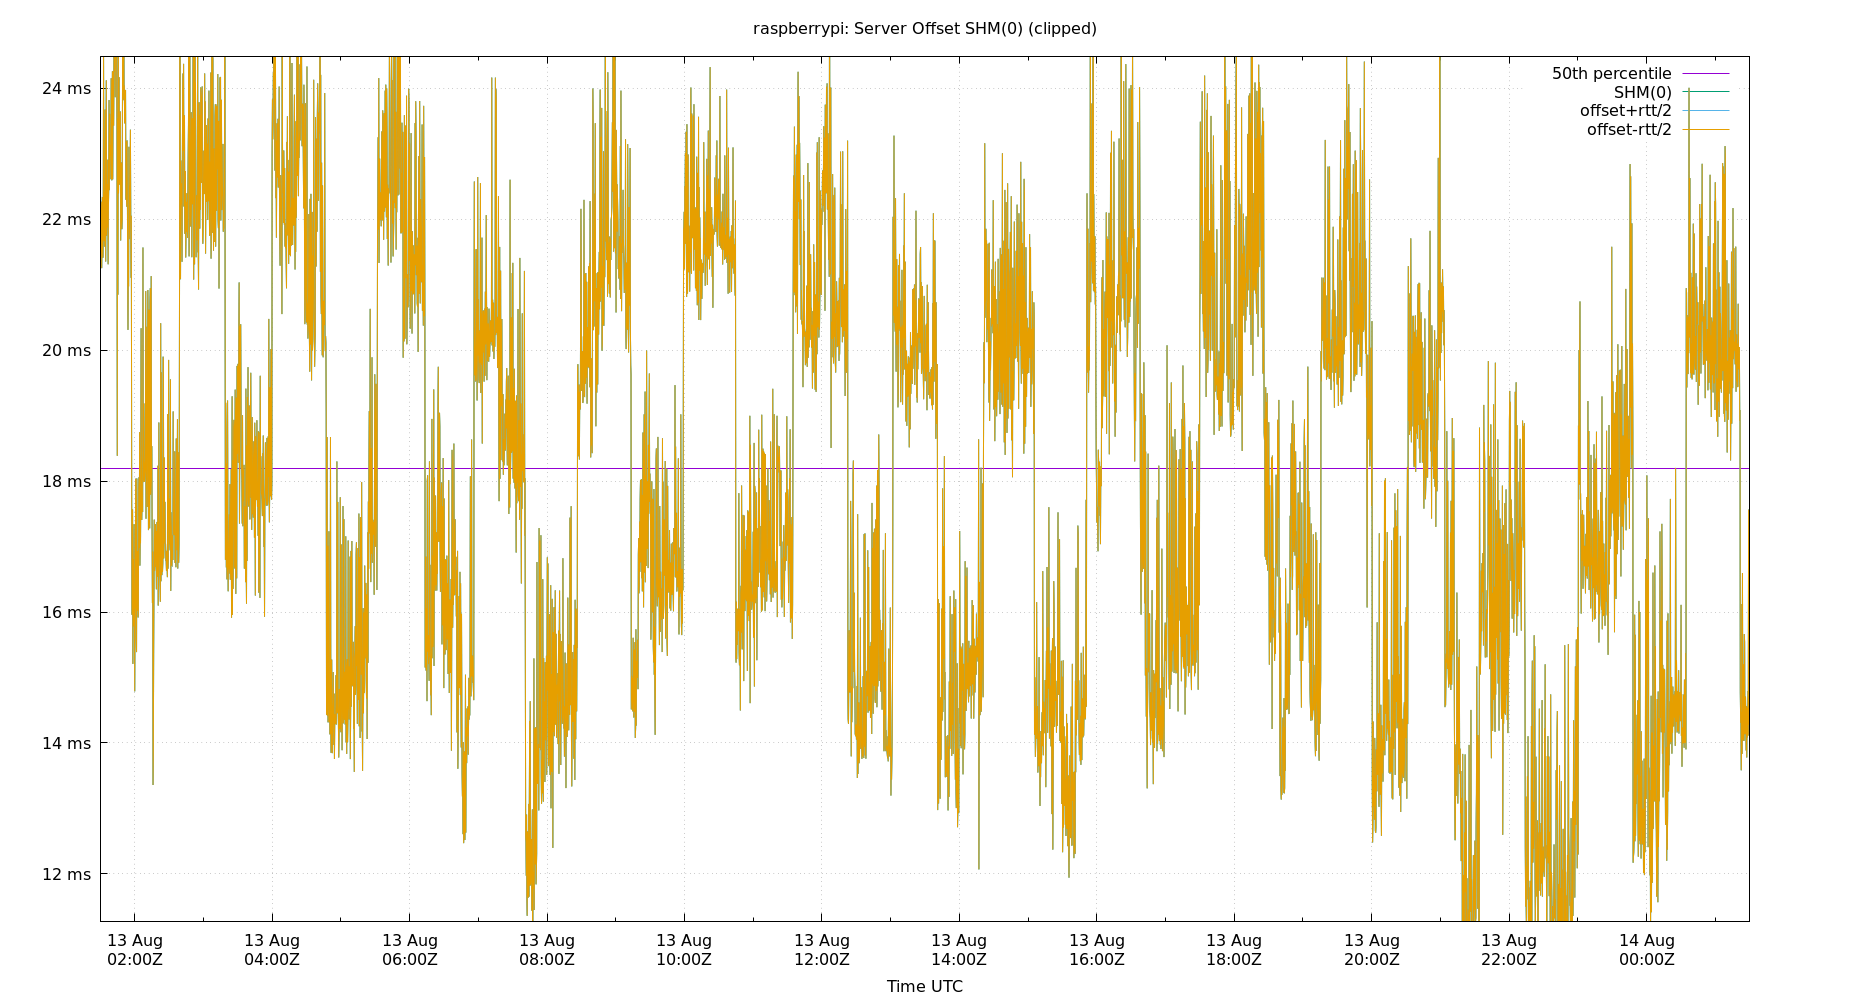 raspberrypi: Server Offset SHM(0) (clipped)
50th percentile
SHM(0)
offset+rtt/2
offset-rtt/2
24 ms
22 ms
20 ms
18 ms
16 ms
14 ms
12 ms
13 Aug 13 Aug 13 Aug 13 Aug 13 Aug 13 Aug 13 Aug 13 Aug 13 Aug 13 Aug 13 Aug 14 Aug
02:00Z 04:00Z 06:00Z 08:00Z 10:00Z 12:00Z 14:00Z 16:00Z 18:00Z 20:00Z 22:00Z 00:00Z
Time UTC